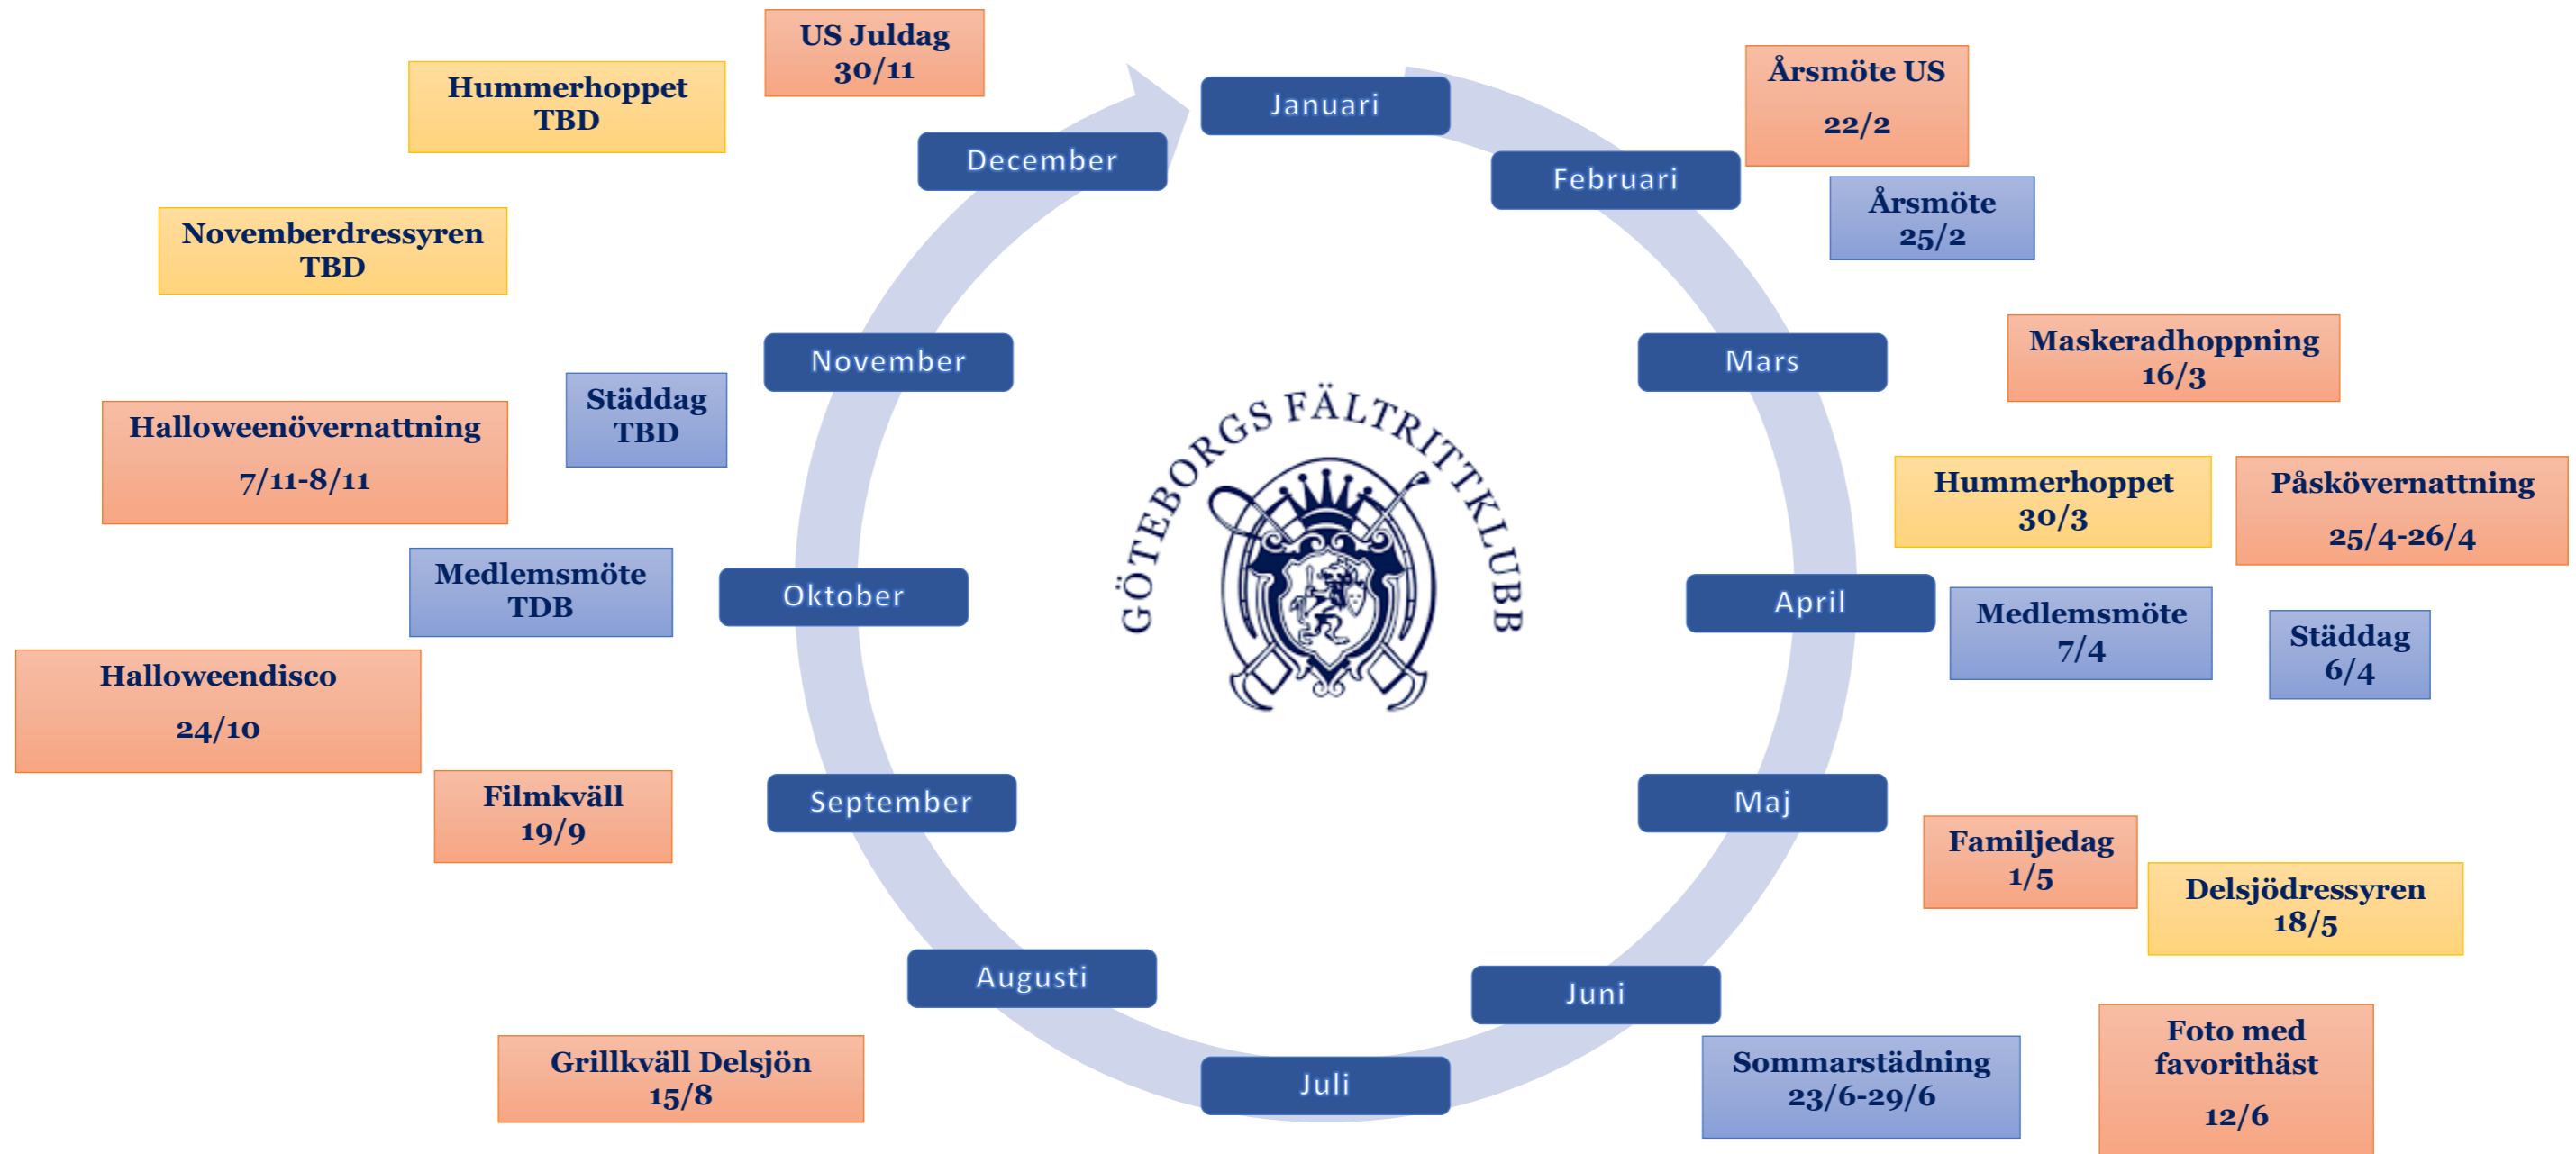 US Juldag
30/11
Hummerhoppet
TBD
Januari
Årsmöte US
22/2
December
Februari
Årsmöte
25/2
Novemberdressyren
TBD
November
Mars
Maskeradhoppning
16/3
Städdag
TBD
Halloweenövernattning
7/11-8/11
GÖTEBORGS FÄLTRITTKLUBB
Hummerhoppet
30/3
Påskövernattning
25/4-26/4
Medlemsmöte
TDB
Oktober
April
Medlemsmöte
7/4
Städdag
6/4
Halloweendisco
24/10
Filmkväll
19/9
September
Maj
Familjedag
1/5
Delsjödressyren
18/5
Augusti
Juni
Grillkväll Delsjön
15/8
Juli
Sommarstädning
23/6-29/6
Foto med
favorithäst
12/6